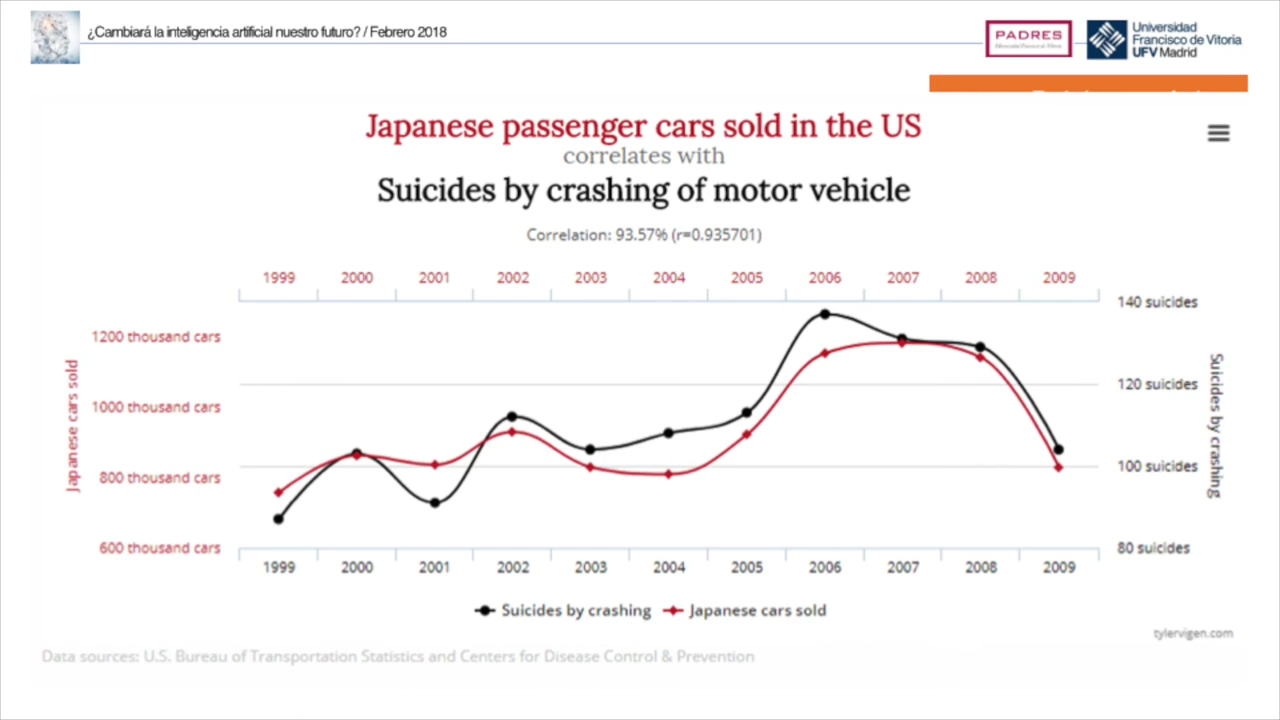 ¿Cambiará la inteligencia artificial nuestro futuro? / Febrero 2018
PADRES
Universidad
Francisco de Vitoria
UFV Madrid
Japanese passenger cars sold in the US
correlates with
Suicides by crashing of motor vehicle
Correlation: 93.57% (r=0.935701)
1999 2000 2001 2002 2003 2004 2005 2006 2007 2008 2009
140 suicides
1200 thousand cars
120 suicides
1000 thousand cars
100 suicides
800 thousand cars
600 thousand cars
80 suicides
Japanese cars sold
Suicides by crashing
1999 2000 2001 2002 2003 2004 2005 2006 2007 2008 2009
Suicides by crashing Japanese cars sold
tylervigen.com
Data sources: U.S. Bureau of Transportation Statistics and Centers for Disease Control & Prevention